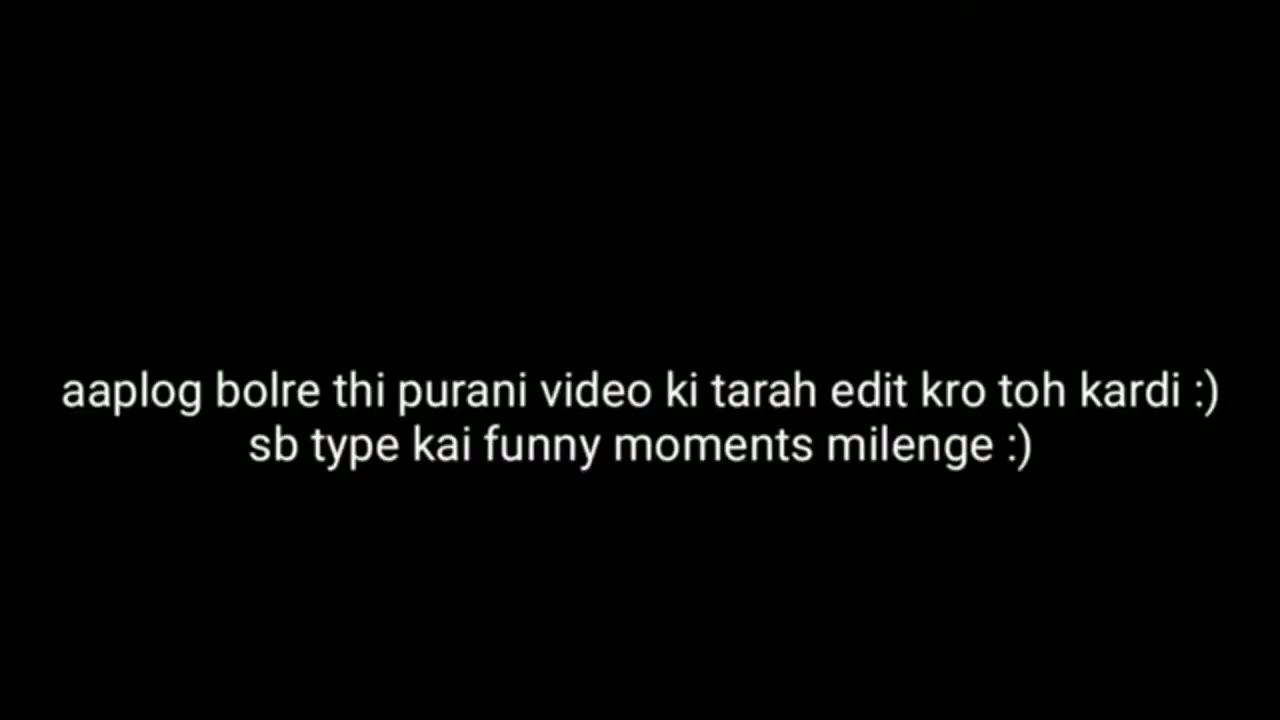 aaplog bolre thi purani video ki tarah edit kro toh kardi :)
sb type kai funny moments milenge :)